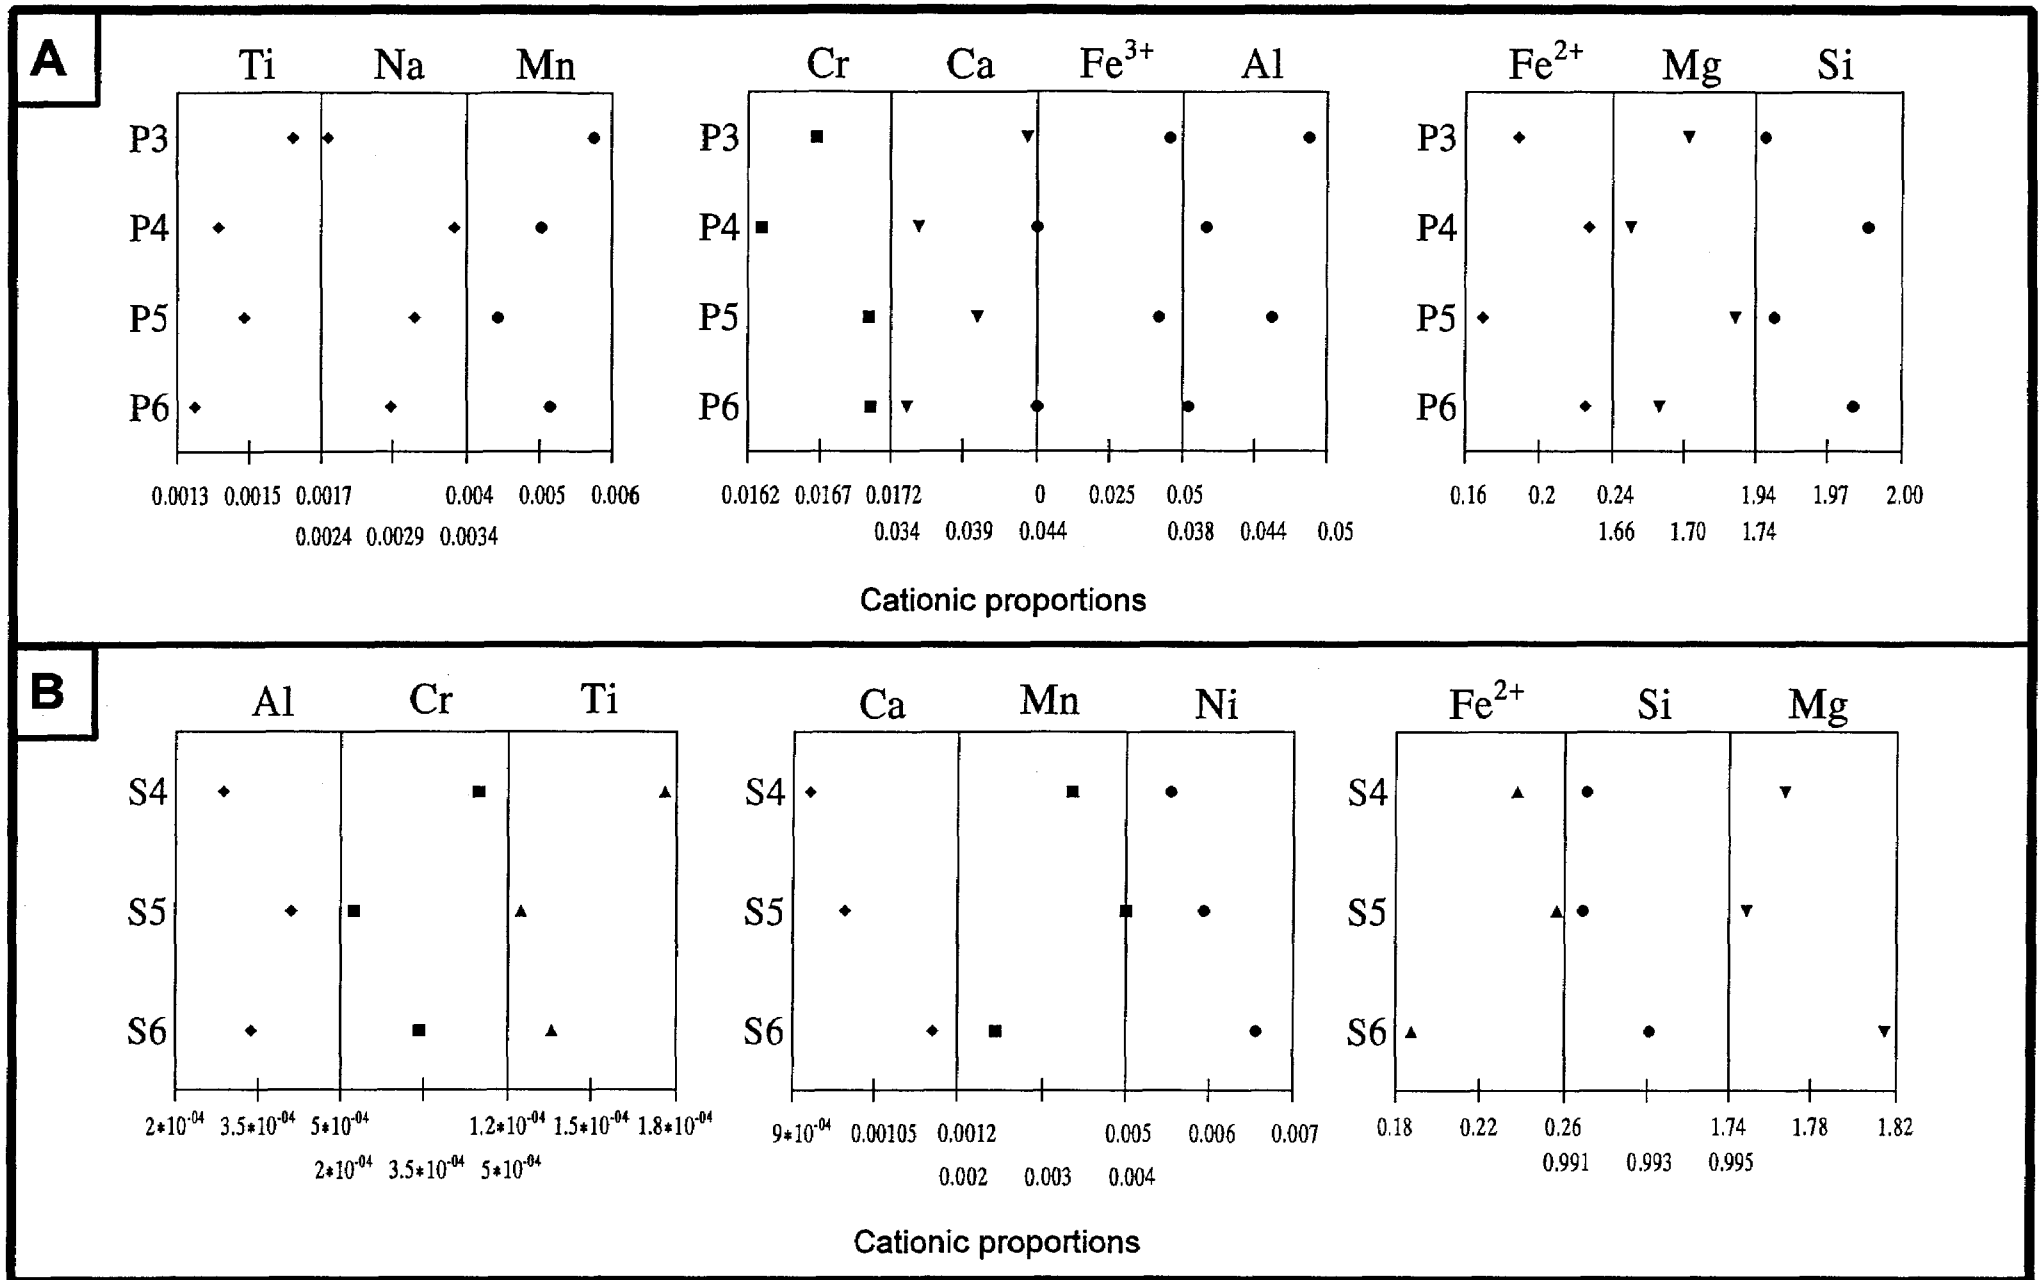 A
Ti Na Mn
Cr Ca Fe3+ Al
Fe2+ Mg Si
P3 P3 P3
P4 P4 P4
P5 P5 P5
P6 P6 P6
0.0013 0.0015 0.0017 0.004 0.005 0.006
0.0024 0.0029 0.0034
0.0162 0.0167 0.0172 0 0.025 0.05
0.034 0.039 0.044 0.038 0.044 0.05
0.16 0.2 0.24 1.94 1.97 2.00
1.66 1.70 1.74
Cationic proportions
B
Al Cr Ti
Ca Mn Ni
Fe2+ Si Mg
S4 S4 S4
S5 S5 S5
S6 S6 S6
2*10-04 3.5*10-04 5*10-04 1.2*10-04 1.5*10-04 1.8*10-04
2*10-04 3.5*10-04 5*10-04
9*10-04 0.00105 0.0012 0.005 0.006 0.007
0.002 0.003 0.004
0.18 0.22 0.26 1.74 1.78 1.82
0.991 0.993 0.995
Cationic proportions